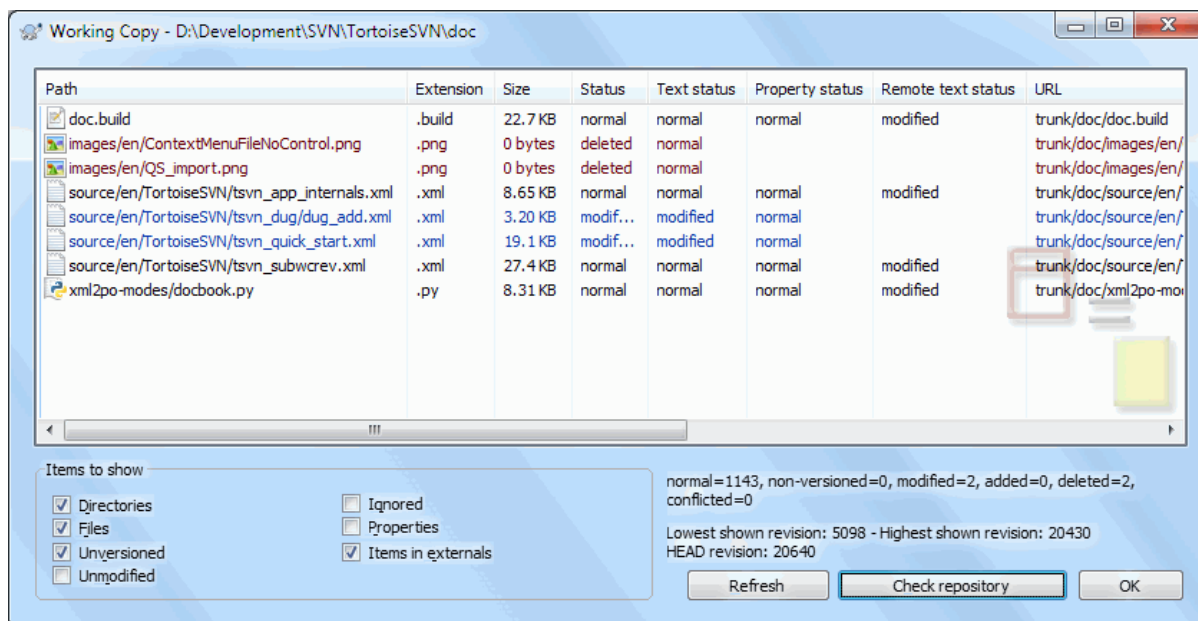 Working Copy - D:\Development\SVN\TortoiseSVN\doc
Path Extension Size Status Text status Property status Remote text status URL
doc.build .build 22.7 KB normal normal normal modified trunk/doc/doc.build
images/en/ContextMenuFileNoControl.png .png 0 bytes deleted normal trunk/doc/images/en/
images/en/QS_import.png .png 0 bytes deleted normal trunk/doc/images/en/
source/en/TortoiseSVN/tsvn_app_internals.xml .xml 8.65 KB normal normal normal modified trunk/doc/source/en/
source/en/TortoiseSVN/tsvn_dug/dug_add.xml .xml 3.20 KB modif... modified normal trunk/doc/source/en/
source/en/TortoiseSVN/tsvn_quick_start.xml .xml 19.1 KB modif... modified normal trunk/doc/source/en/
source/en/TortoiseSVN/tsvn_subwcrev.xml .xml 27.4 KB normal normal normal modified trunk/doc/source/en/
xml2po-modes/docbook.py .py 8.31 KB normal normal normal modified trunk/doc/xml2po-mo
Items to show
Directories Ignored
Files Properties
Unversioned Items in externals
Unmodified
normal=1143, non-versioned=0, modified=2, added=0, deleted=2,
conflicted=0
Lowest shown revision: 5098 - Highest shown revision: 20430
HEAD revision: 20640
Refresh Check repository OK